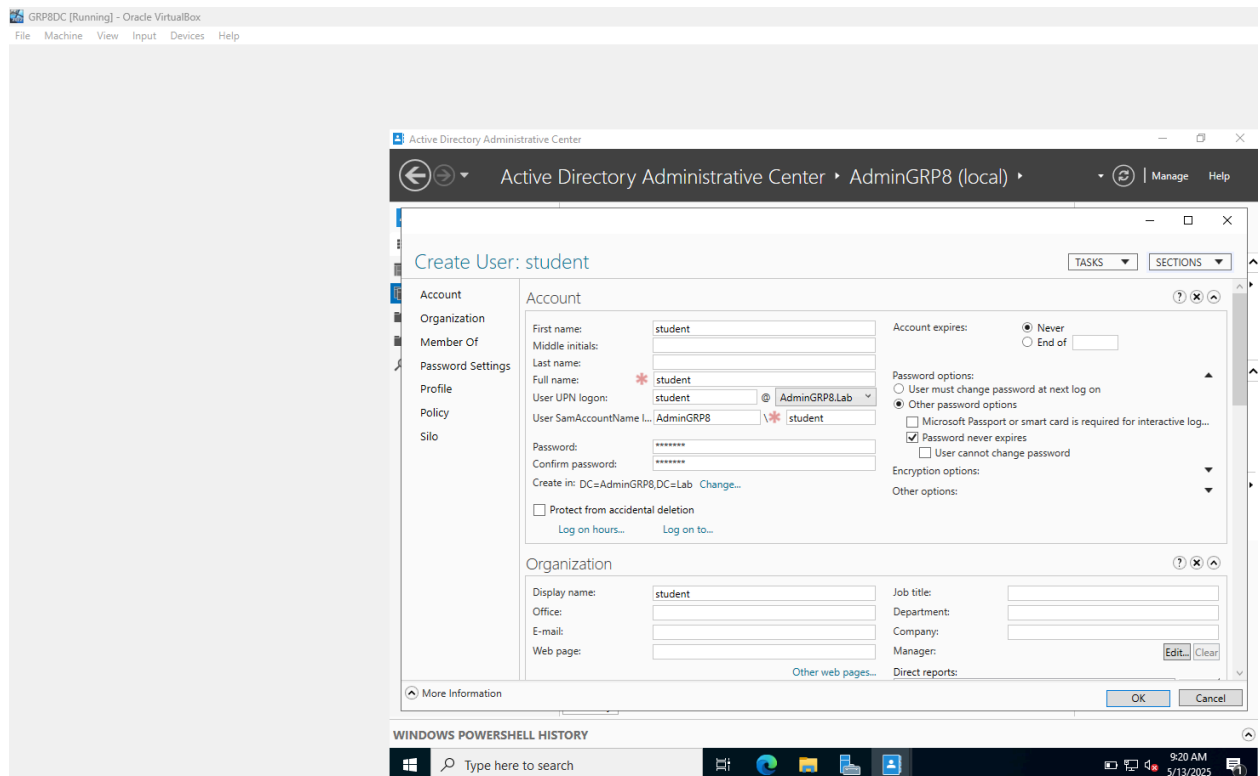 GRP8DC [Running] - Oracle VirtualBox
File Machine View Input Devices Help
Active Directory Administrative Center
Active Directory Administrative Center ‣ AdminGRP8 (local) ‣ Manage Help
Create User: student TASKS SECTIONS
Account
Organization
Member Of
Password Settings
Profile
Policy
Silo
Account
First name: student
Middle initials:
Last name:
Full name: * student
User UPN logon: student @ AdminGRP8.Lab
User SamAccountName l... AdminGRP8 \* student
Password: *******
Confirm password: *******
Create in: DC=AdminGRP8,DC=Lab Change...
Protect from accidental deletion
Log on hours... Log on to...
Account expires: Never
End of
Password options:
User must change password at next log on
Other password options
Microsoft Passport or smart card is required for interactive log...
Password never expires
User cannot change password
Encryption options:
Other options:
Organization
Display name: student
Office:
E-mail:
Web page:
Other web pages...
Job title:
Department:
Company:
Manager: Edit... Clear
Direct reports:
More Information OK Cancel
WINDOWS POWERSHELL HISTORY
Type here to search
9:20 AM
5/13/2025